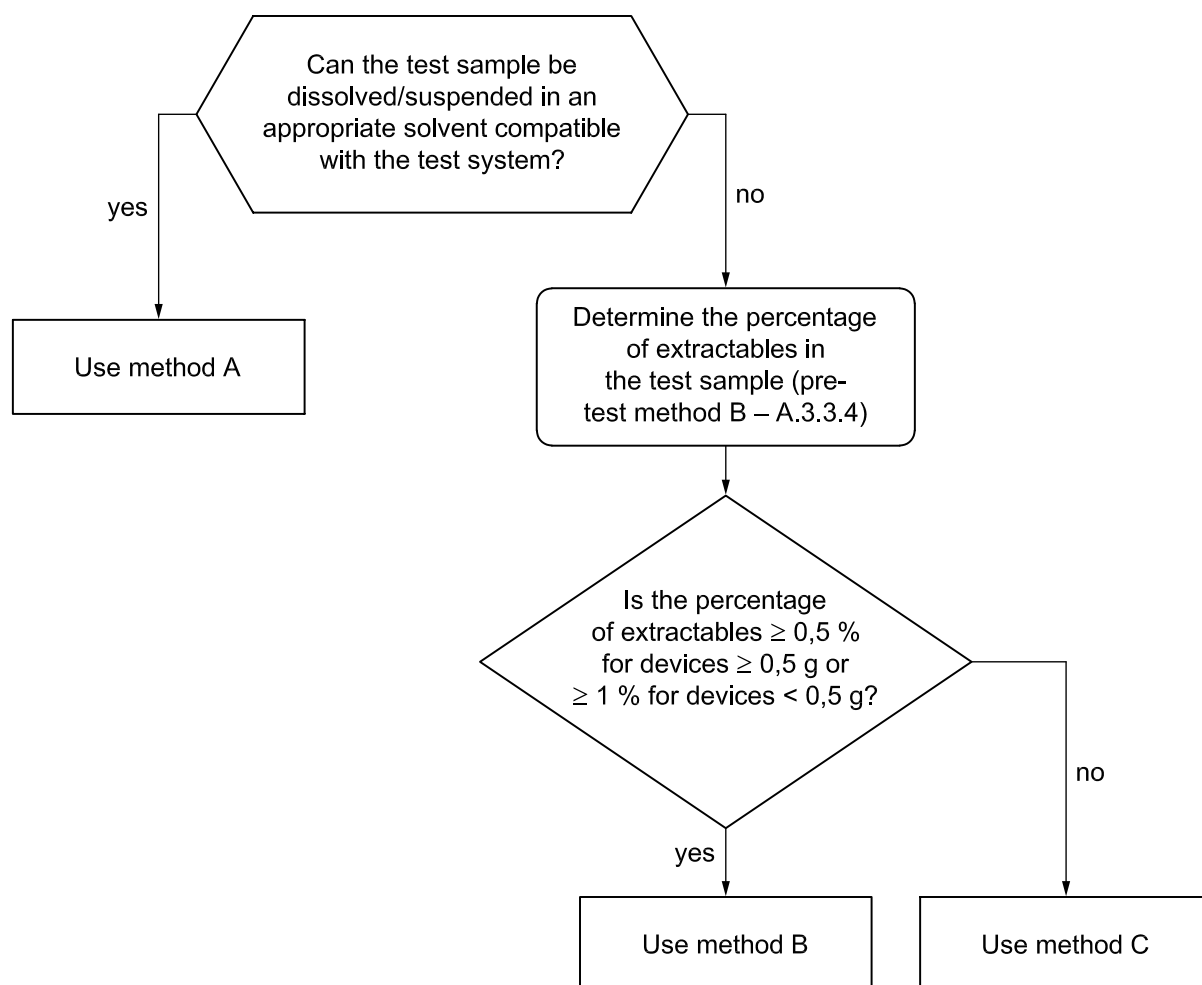 Can the test sample be
dissolved/suspended in an
appropriate solvent compatible
with the test system?
yes
no
Use method A
Determine the percentage
of extractables in
the test sample (pre-
test method B – A.3.3.4)
Is the percentage
of extractables ≥ 0,5 %
for devices ≥ 0,5 g or
≥ 1 % for devices < 0,5 g?
no
yes
Use method B
Use method C